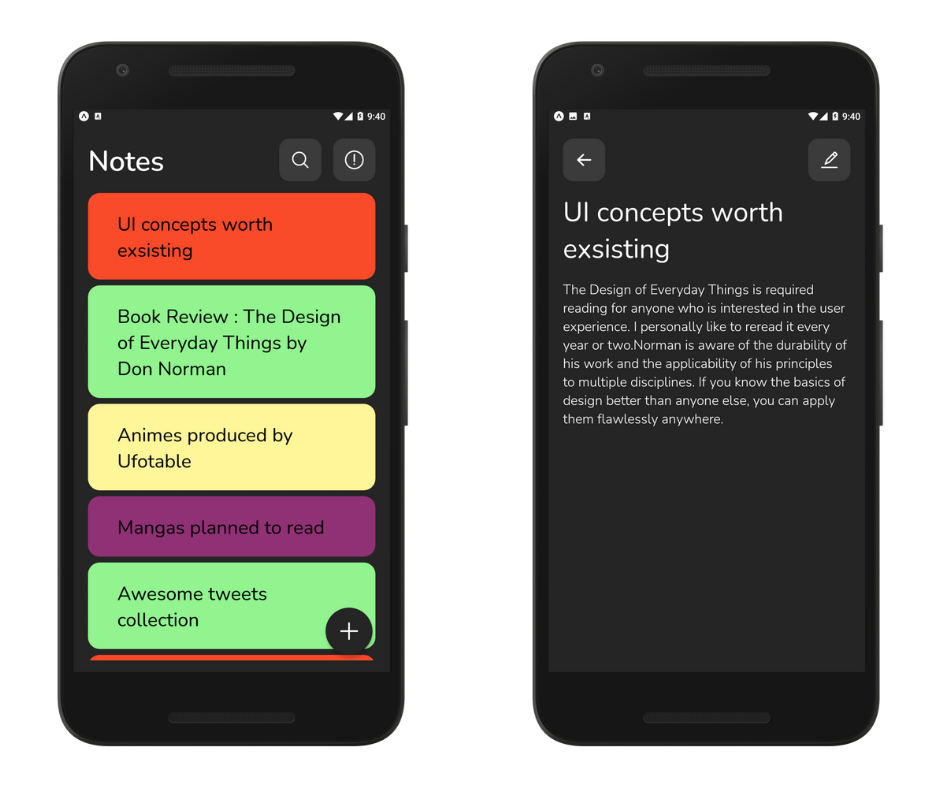 9:40
Notes
UI concepts worth
exsisting
Book Review : The Design
of Everyday Things by
Don Norman
Animes produced by
Ufotable
Mangas planned to read
Awesome tweets
collection
9:40
UI concepts worth
exsisting
The Design of Everyday Things is required
reading for anyone who is interested in the user
experience. I personally like to reread it every
year or two.Norman is aware of the durability of
his work and the applicability of his principles
to multiple disciplines. If you know the basics of
design better than anyone else, you can apply
them flawlessly anywhere.